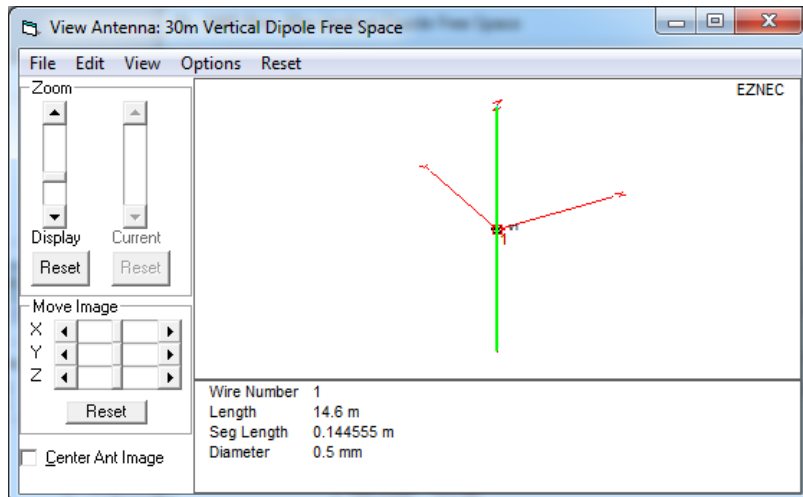 View Antenna: 30m Vertical Dipole Free Space
File Edit View Options Reset
Zoom
EZNEC
Display Current
Reset Reset
Move Image
X
Y
Z
Reset
Center Ant Image
Z
Y
X
1
Wire Number 1
Length 14.6 m
Seg Length 0.144555 m
Diameter 0.5 mm